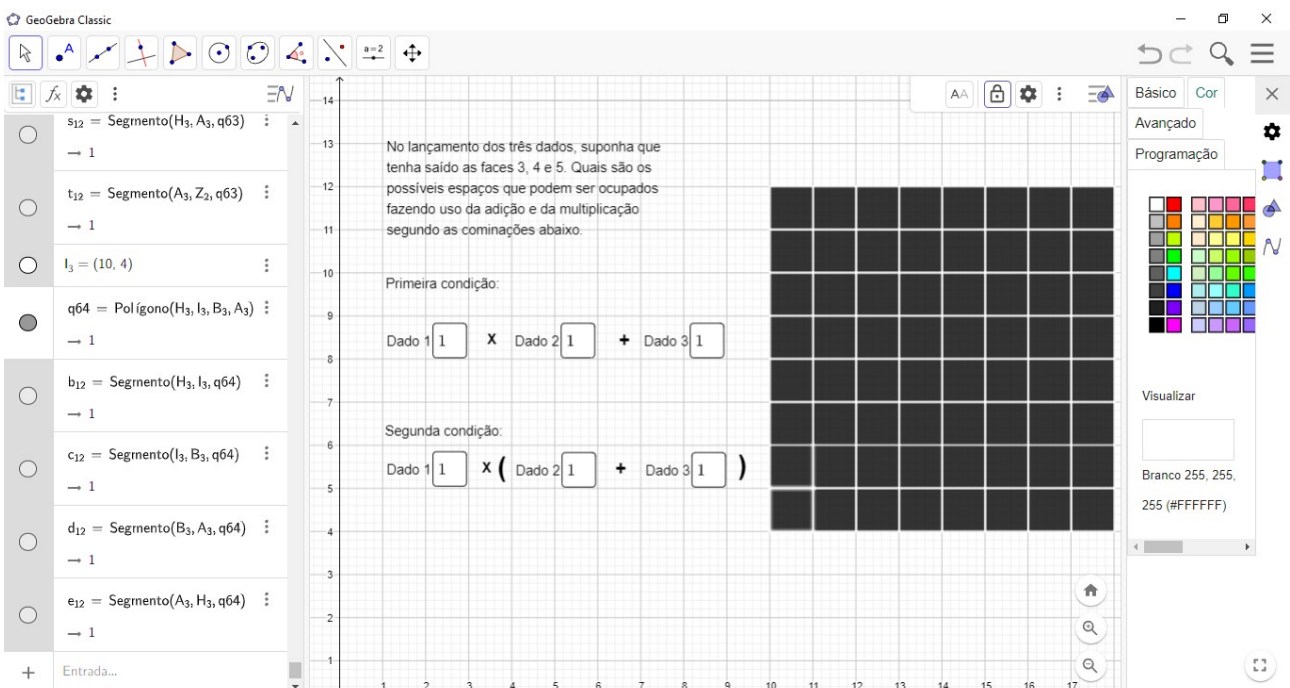 GeoGebra Classic
a=2
s₁₂ = Segmento(H₃, A₃, q63)
→ 1
t₁₂ = Segmento(A₃, Z₂, q63)
→ 1
I₃ = (10, 4)
q64 = Polígono(H₃, I₃, B₃, A₃)
→ 1
b₁₂ = Segmento(H₃, I₃, q64)
→ 1
c₁₂ = Segmento(I₃, B₃, q64)
→ 1
d₁₂ = Segmento(B₃, A₃, q64)
→ 1
e₁₂ = Segmento(A₃, H₃, q64)
→ 1
+ Entrada...
14
13
12
11
10
9
8
7
6
5
4
3
2
1
No lançamento dos três dados, suponha que
tenha saído as faces 3, 4 e 5. Quais são os
possíveis espaços que podem ser ocupados
fazendo uso da adição e da multiplicação
segundo as cominações abaixo.
Primeira condição:
Dado 1 1 x Dado 2 1 + Dado 3 1
Segunda condição:
Dado 1 1 x ( Dado 2 1 + Dado 3 1 )
1 2 3 4 5 6 7 8 9 10 11 12 13 14 15 16 17
AA
Básico Cor
Avançado
Programação
Visualizar
Branco 255, 255,
255 (#FFFFFF)